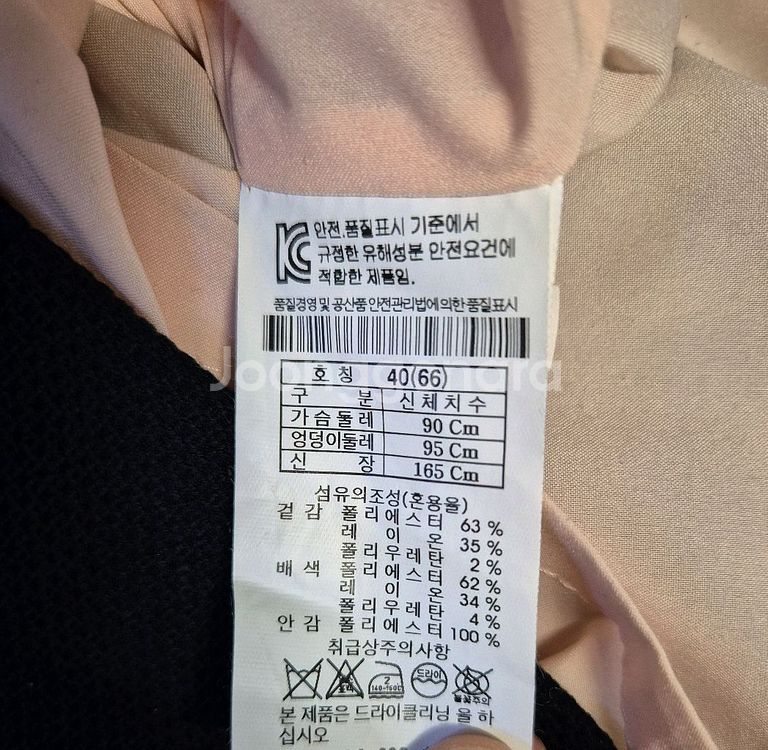 안전.품질표시 기준에서
규정한 유해성분 안전요건에
적합한 제품임.
품질경영 및 공산품 안전관리법에 의한 품질표시
Joonggonara
호 칭 40(66)
구 분 신체치수
가슴둘레 90 Cm
엉덩이둘레 95 Cm
신 장 165 Cm
섬유의조성(혼용율)
겉감 폴리에스터 63 %
레이온 35 %
폴리우레탄 2 %
배색 폴리에스터 62 %
레이온 34 %
폴리우레탄 4 %
안감 폴리에스터 100 %
취급상주의사항
2
140~160℃
드라이
불꽃주의
본 제품은 드라이클리닝 을 하
십시오